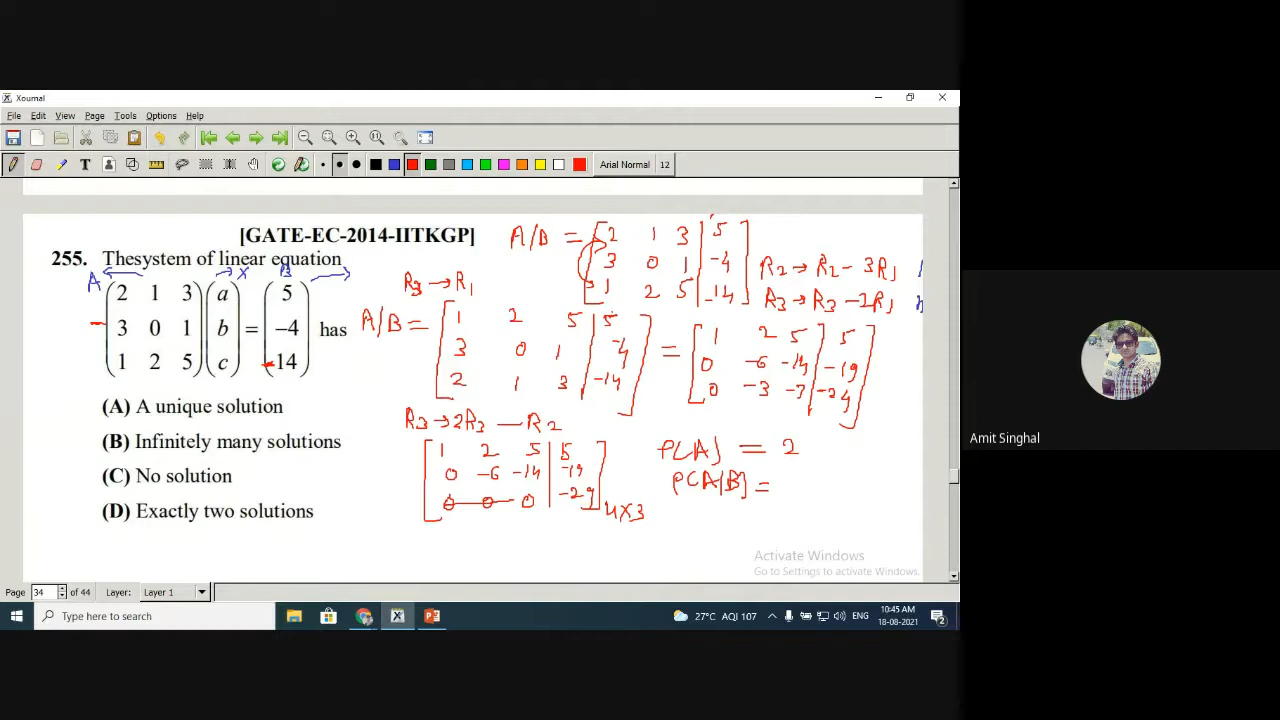 Xournal
File Edit View Page Tools Options Help
T Arial Normal 12
[GATE-EC-2014-IITKGP]
255. Thesystem of linear equation
A X B
2 1 3 a 5
3 0 1 b = -4 has
1 2 5 c 14
(A) A unique solution
(B) Infinitely many solutions
(C) No solution
(D) Exactly two solutions
A/B = [2 1 3 | 5
3 0 1 | -4
1 2 5 | -14]
R2 → R2 - 3R1
R3 → R3 - 2R1
R3 → R1
A/B = [1 2 5 | 5
3 0 1 | -4
2 1 3 | -14]
= [1 2 5 | 5
0 -6 -14 | -19
0 -3 -7 | -24]
R3 → 2R3 — R2
[1 2 5 | 5
0 -6 -14 | -19
0 0 0 | -29] 4x3
ρ(A) = 2
ρ(A/B] =
Activate Windows
Go to Settings to activate Windows.
Page 34 of 44 Layer: Layer 1
Type here to search
27°C AQI 107
ENG
10:45 AM
18-08-2021
2
Amit Singhal